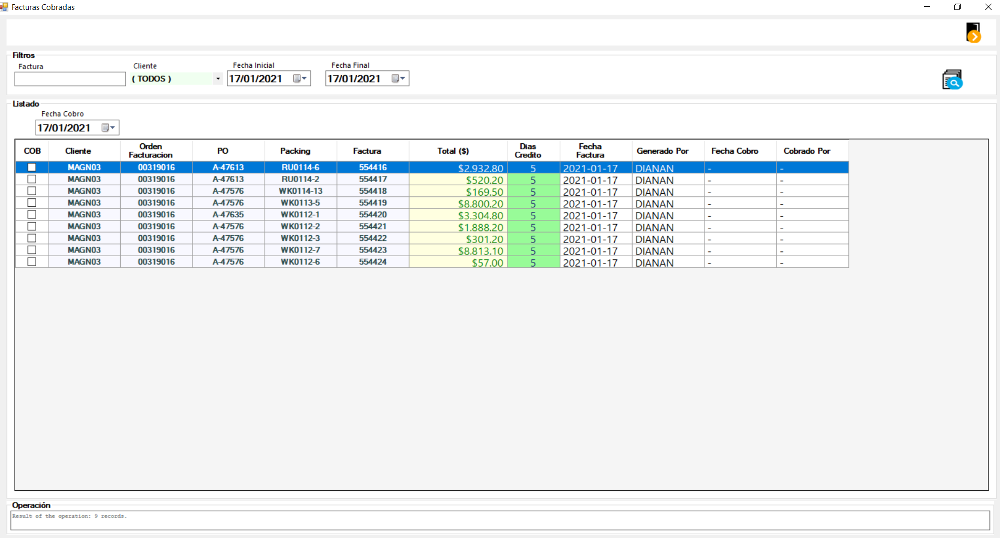 Facturas Cobradas
Filtros
Factura
Cliente
Fecha Inicial
Fecha Final
( TODOS )
17/01/2021
17/01/2021
Listado
Fecha Cobro
17/01/2021
COB Cliente Orden Facturacion PO Packing Factura Total ($) Dias Credito Fecha Factura Generado Por Fecha Cobro Cobrado Por
MAGN03 00319016 A-47613 RU0114-6 554416 $2.932.80 5 2021-01-17 DIANAN - -
MAGN03 00319016 A-47613 RU0114-2 554417 $520.20 5 2021-01-17 DIANAN - -
MAGN03 00319016 A-47576 WK0114-13 554418 $169.50 5 2021-01-17 DIANAN - -
MAGN03 00319016 A-47576 WK0113-5 554419 $8.800.20 5 2021-01-17 DIANAN - -
MAGN03 00319016 A-47635 WK0112-1 554420 $3.304.80 5 2021-01-17 DIANAN - -
MAGN03 00319016 A-47576 WK0112-2 554421 $1.888.20 5 2021-01-17 DIANAN - -
MAGN03 00319016 A-47576 WK0112-3 554422 $301.20 5 2021-01-17 DIANAN - -
MAGN03 00319016 A-47576 WK0112-7 554423 $8.813.10 5 2021-01-17 DIANAN - -
MAGN03 00319016 A-47576 WK0112-6 554424 $57.00 5 2021-01-17 DIANAN - -
Operación
Result of the operation: 9 records.